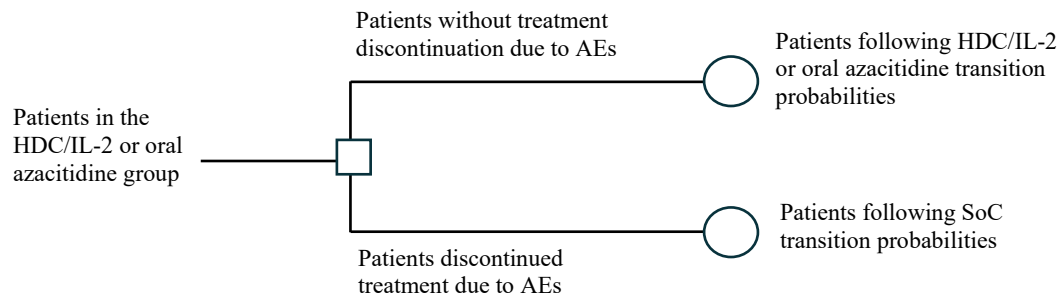 Patients without treatment
discontinuation due to AEs
Patients following HDC/IL-2
or oral azacitidine transition
probabilities
Patients in the
HDC/IL-2 or oral
azacitidine group
Patients following SoC
transition probabilities
Patients discontinued
treatment due to AEs